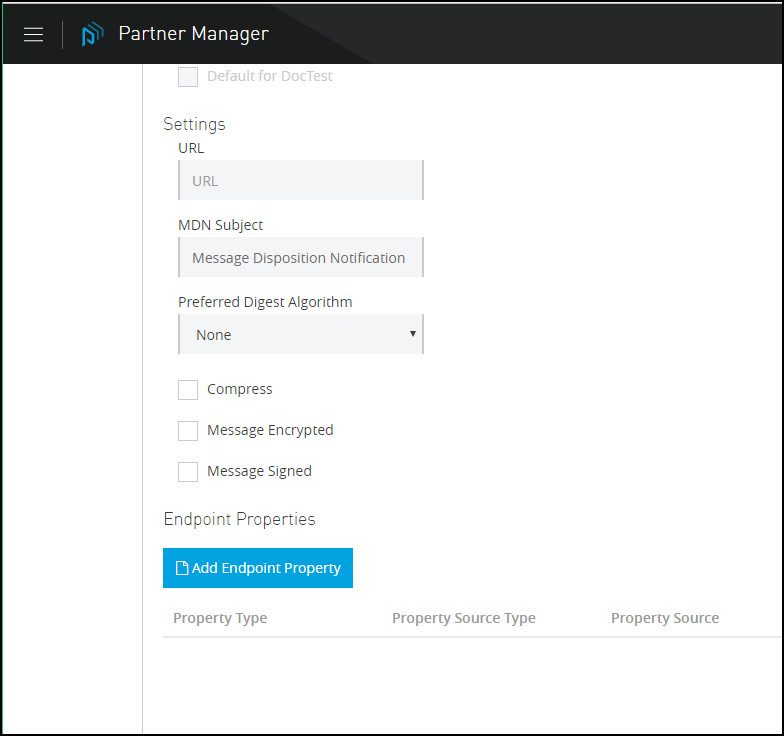 Partner Manager
Default for DocTest
Settings
URL
URL
MDN Subject
Message Disposition Notification
Preferred Digest Algorithm
None
Compress
Message Encrypted
Message Signed
Endpoint Properties
Add Endpoint Property
Property Type Property Source Type Property Source